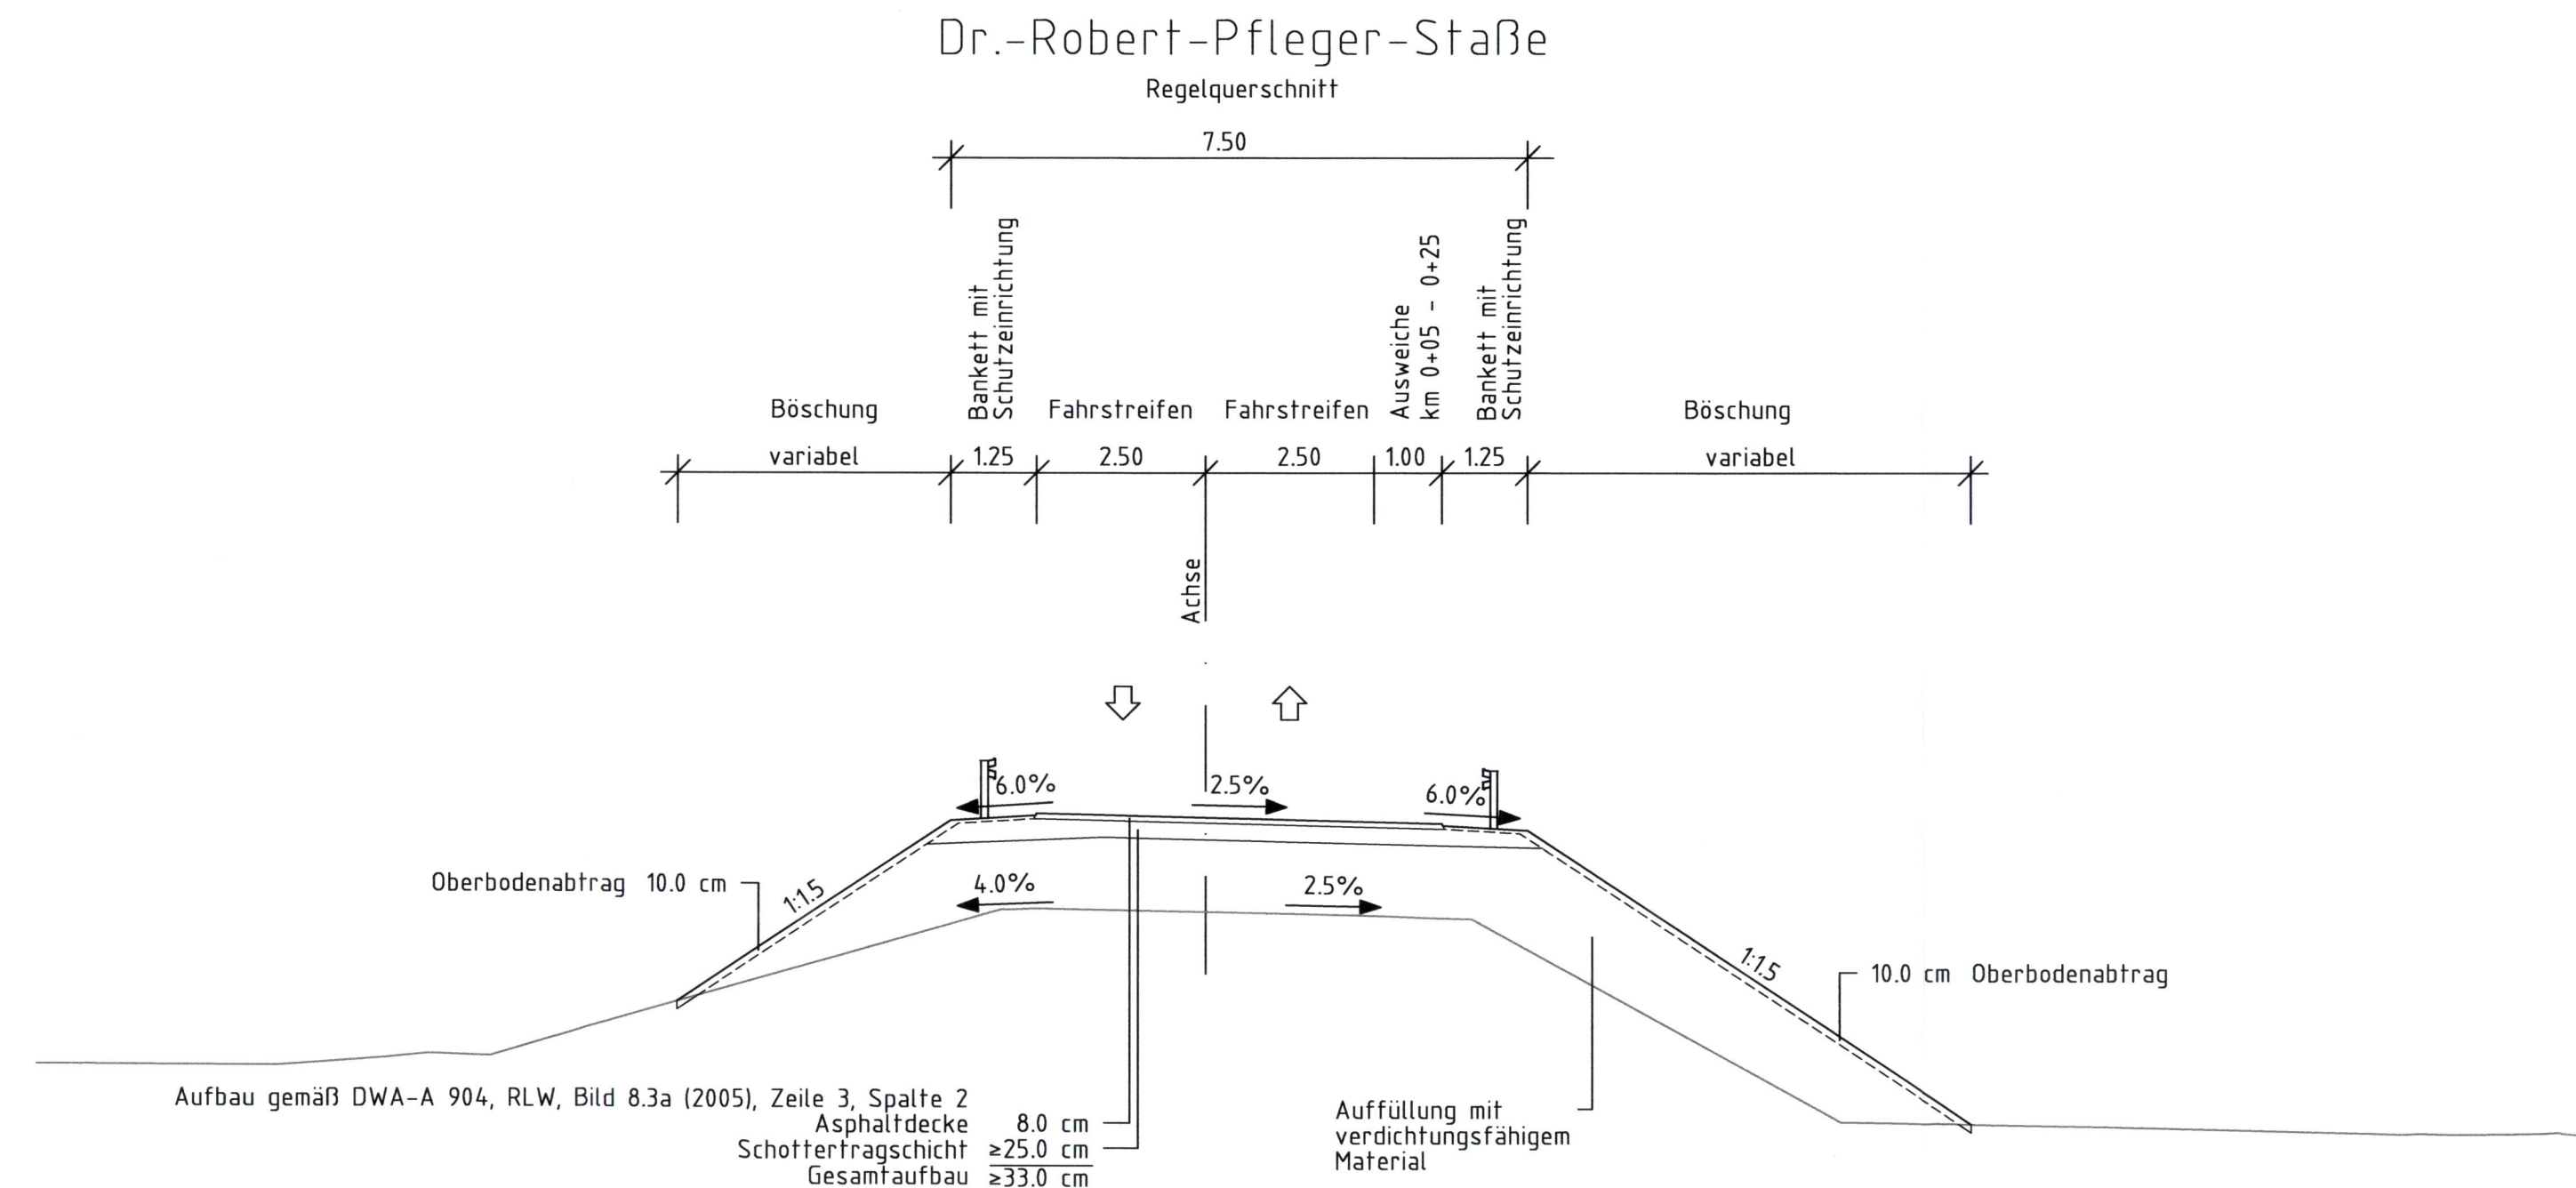 Dr.-Robert-Pfleger-Staße
Regelquerschnitt
7.50
Bankett mit
Schutzeinrichtung
Ausweiche
km 0+05 - 0+25
Bankett mit
Schutzeinrichtung
Böschung
Fahrstreifen
Fahrstreifen
Böschung
variabel
1.25
2.50
2.50
1.00
1.25
variabel
Achse
6.0%
2.5%
6.0%
4.0%
2.5%
Oberbodenabtrag 10.0 cm
1:1.5
1:1.5
10.0 cm Oberbodenabtrag
Aufbau gemäß DWA-A 904, RLW, Bild 8.3a (2005), Zeile 3, Spalte 2
Asphaltdecke 8.0 cm
Schottertragschicht ≥25.0 cm
Gesamtaufbau ≥33.0 cm
Auffüllung mit
verdichtungsfähigem
Material